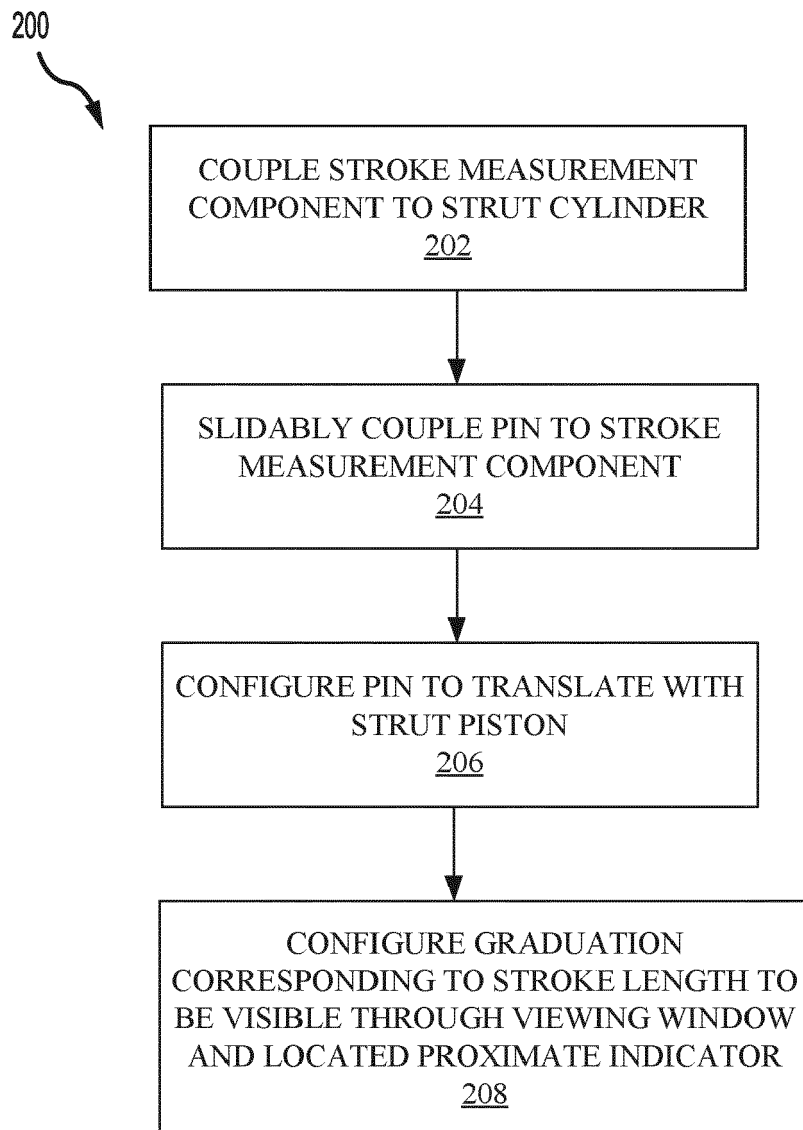 200
COUPLE STROKE MEASUREMENT
COMPONENT TO STRUT CYLINDER
202
SLIDABLY COUPLE PIN TO STROKE
MEASUREMENT COMPONENT
204
CONFIGURE PIN TO TRANSLATE WITH
STRUT PISTON
206
CONFIGURE GRADUATION
CORRESPONDING TO STROKE LENGTH TO
BE VISIBLE THROUGH VIEWING WINDOW
AND LOCATED PROXIMATE INDICATOR
208